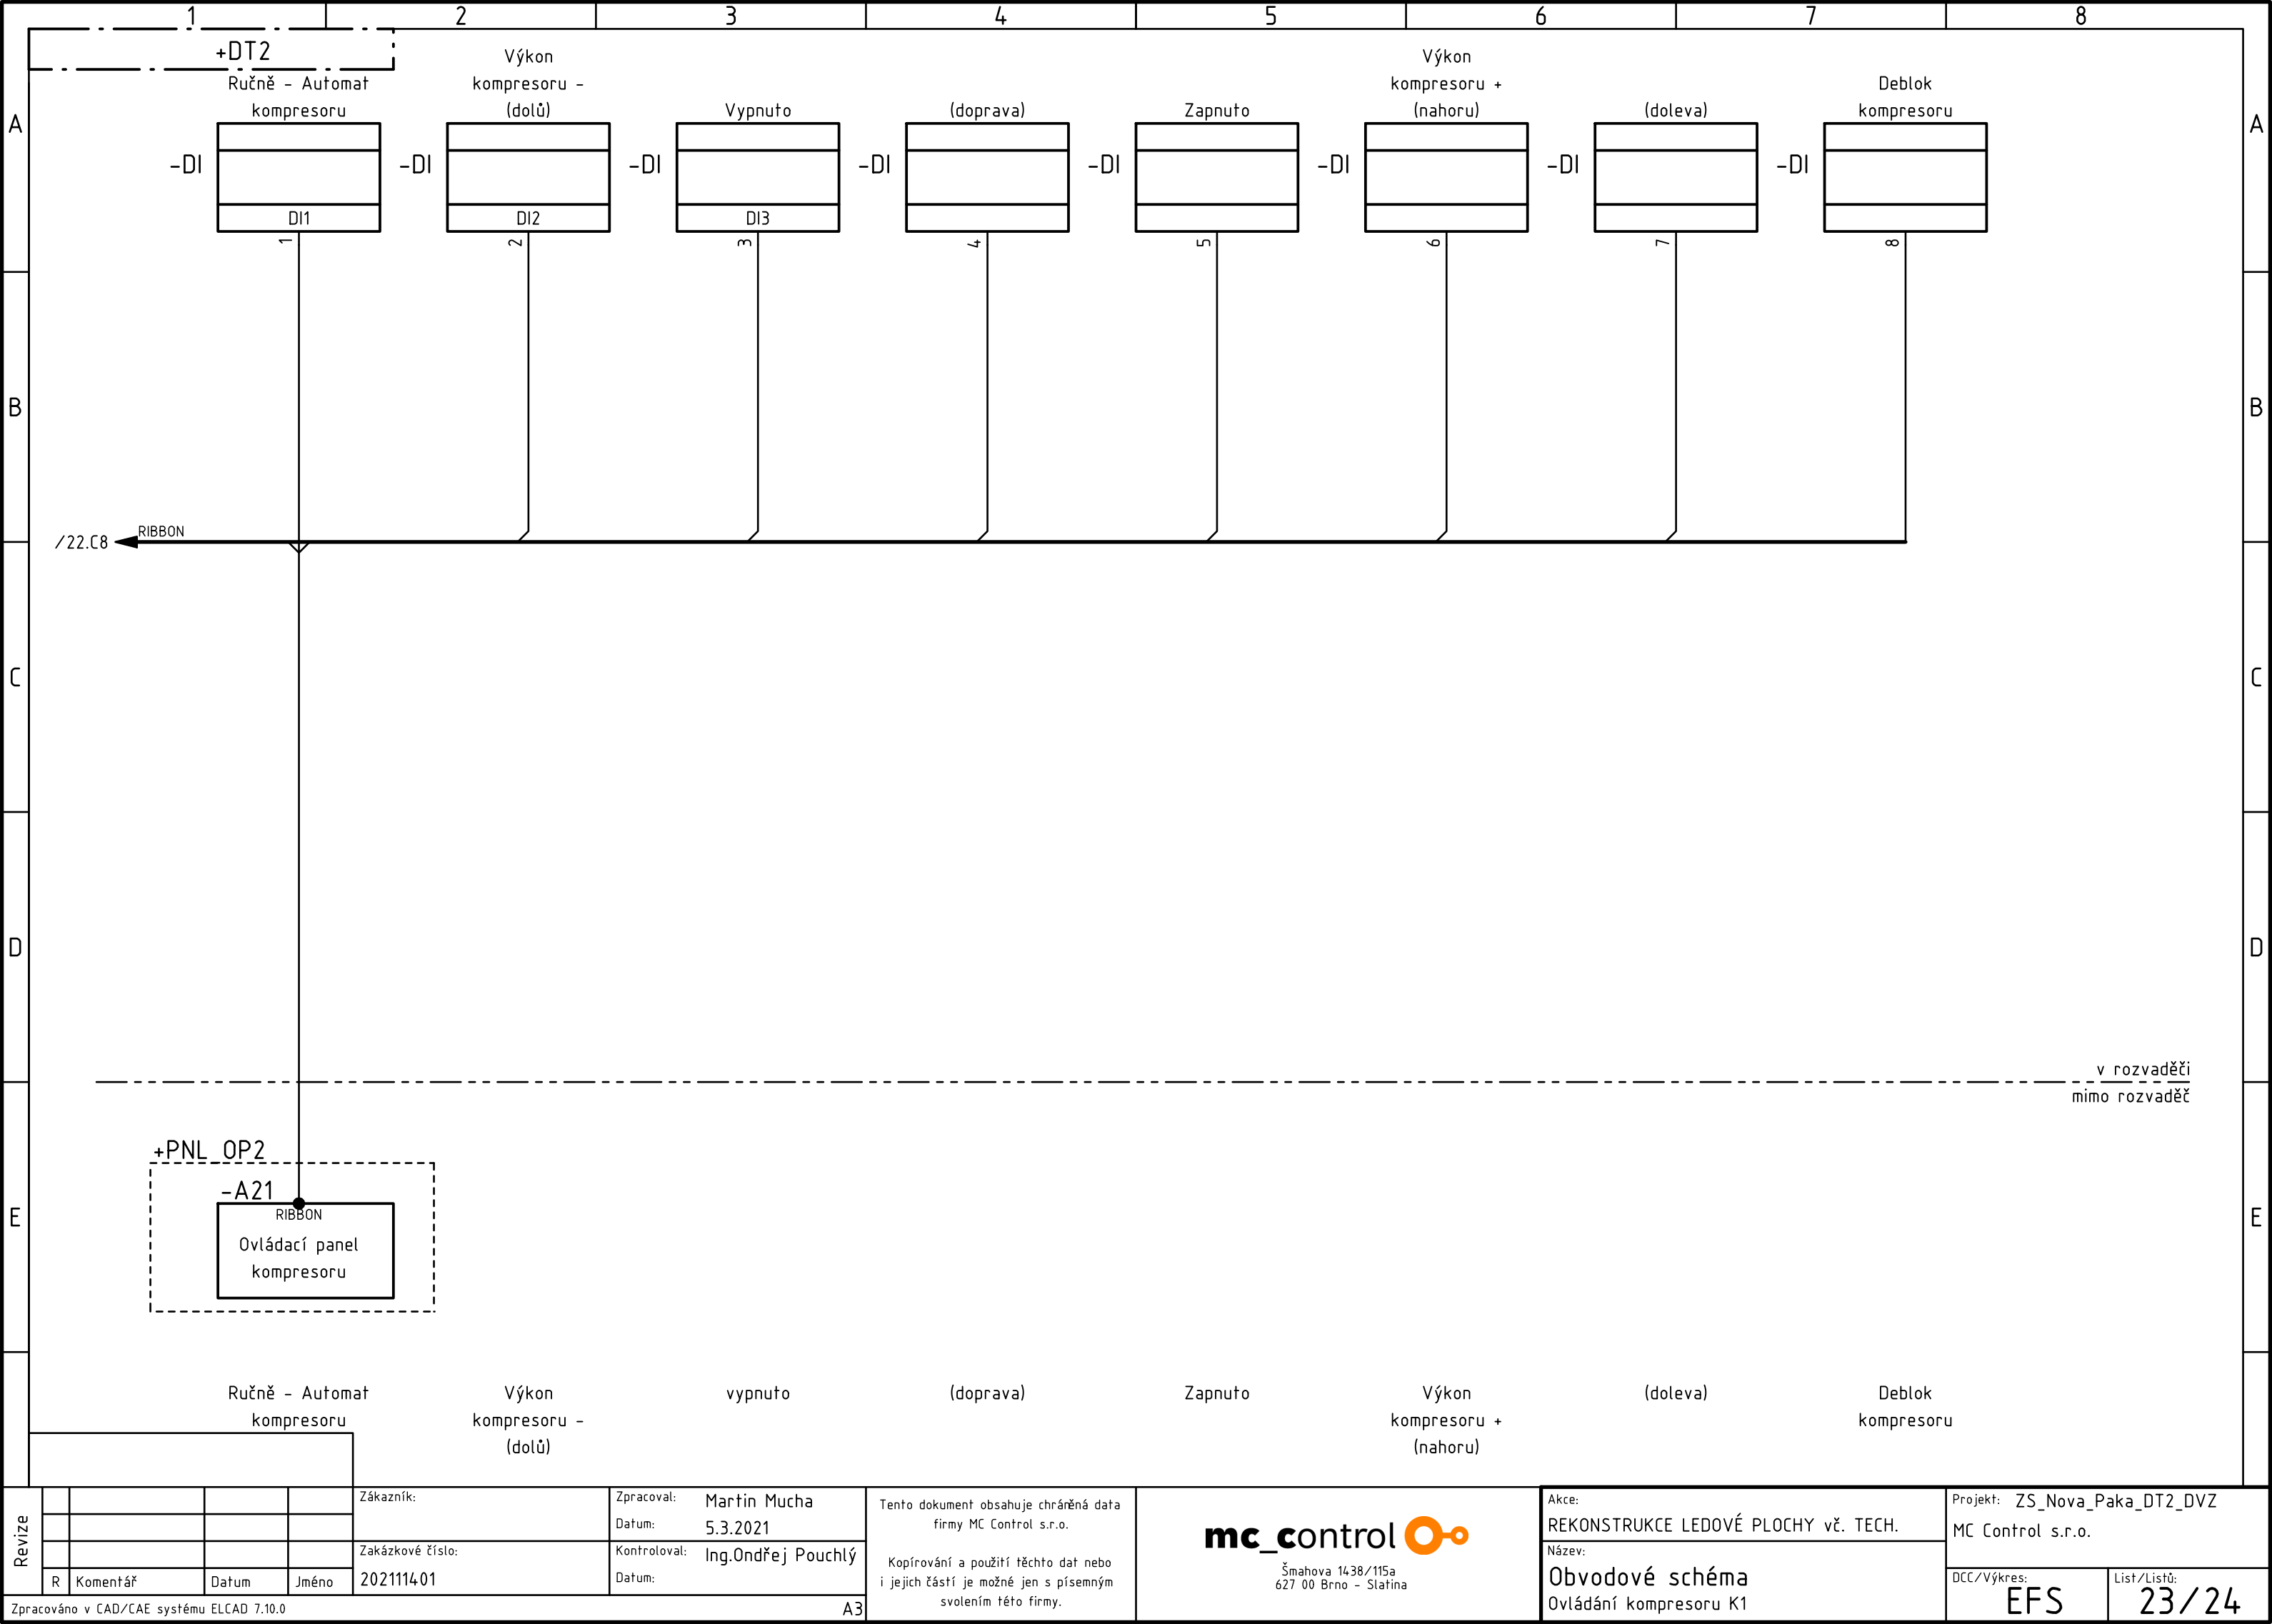 1 2 3 4 5 6 7 8
+DT2
Ručně - Automat
kompresoru
Výkon
kompresoru -
(dolů)
Vypnuto
(doprava)
Zapnuto
Výkon
kompresoru +
(nahoru)
(doleva)
Deblok
kompresoru
A A
-DI -DI -DI -DI -DI -DI -DI -DI
DI1 DI2 DI3
1 2 3 4 5 6 7 8
B B
/22.C8 RIBBON
C C
D D
v rozvaděči
mimo rozvaděč
+PNL_OP2
-A21
RIBBON
Ovládací panel
kompresoru
E E
Ručně - Automat
kompresoru
Výkon
kompresoru -
(dolů)
vypnuto
(doprava)
Zapnuto
Výkon
kompresoru +
(nahoru)
(doleva)
Deblok
kompresoru
Revize
R Komentář Datum Jméno
Zpracováno v CAD/CAE systému ELCAD 7.10.0
A3
Zákazník:
Zakázkové číslo:
202111401
Zpracoval: Martin Mucha
Datum: 5.3.2021
Kontroloval: Ing.Ondřej Pouchlý
Datum:
Tento dokument obsahuje chráněná data
firmy MC Control s.r.o.
Kopírování a použití těchto dat nebo
i jejich částí je možné jen s písemným
svolením této firmy.
mc_control
Šmahova 1438/115a
627 00 Brno - Slatina
Akce:
REKONSTRUKCE LEDOVÉ PLOCHY vč. TECH.
Název:
Obvodové schéma
Ovládání kompresoru K1
Projekt: ZS_Nova_Paka_DT2_DVZ
MC Control s.r.o.
DCC/Výkres:
EFS
List/Listů:
23/24